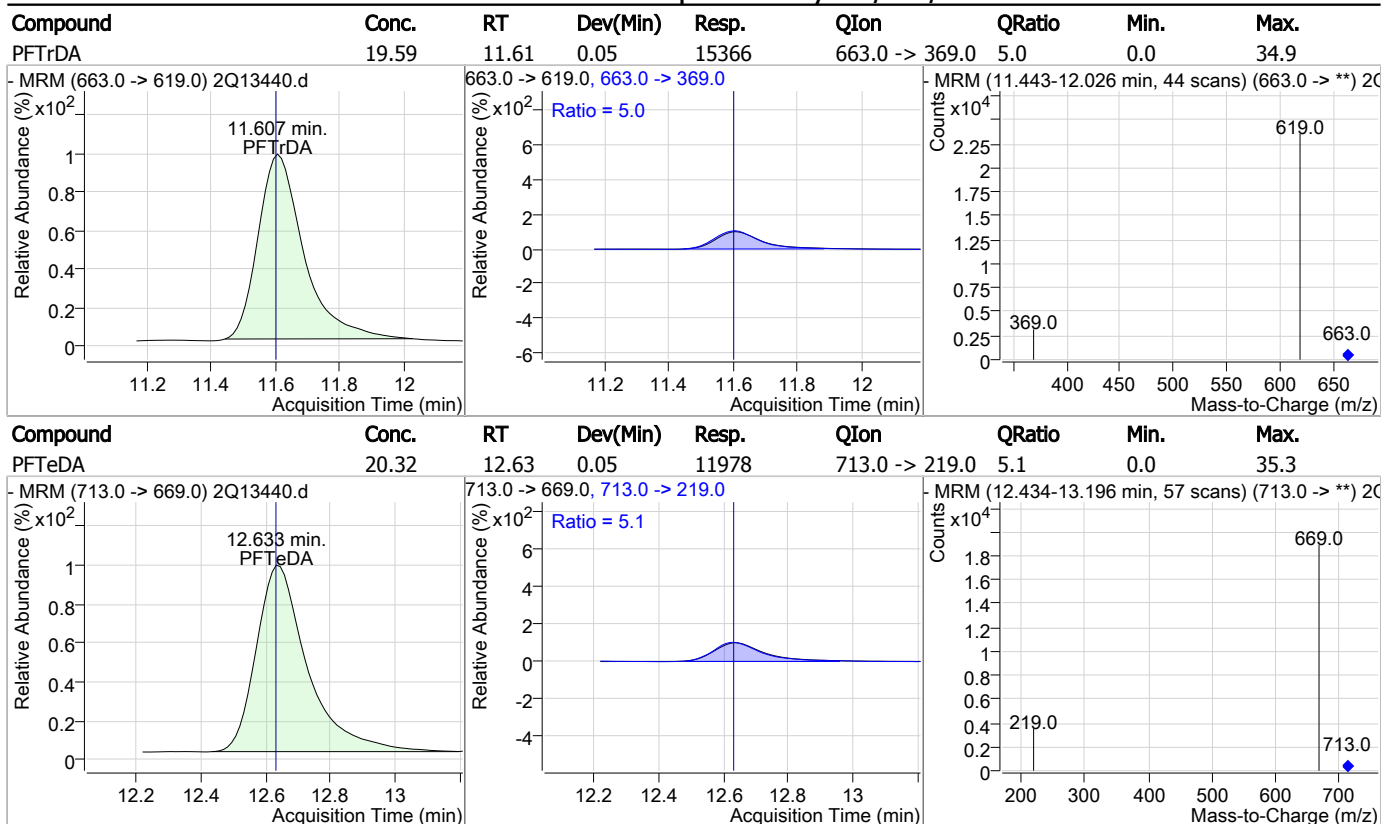 Compound Conc. RT Dev(Min) Resp. QIon QRatio Min. Max.
PFTrDA 19.59 11.61 0.05 15366 663.0 -> 369.0 5.0 0.0 34.9
- MRM (663.0 -> 619.0) 2Q13440.d
x10²
Relative Abundance (%)
11.607 min.
PFTrDA
1
0.8
0.6
0.4
0.2
0
11.2 11.4 11.6 11.8 12
Acquisition Time (min)
663.0 -> 619.0, 663.0 -> 369.0
x10²
Relative Abundance (%)
Ratio = 5.0
6
4
2
0
-2
-4
-6
11.2 11.4 11.6 11.8 12
Acquisition Time (min)
- MRM (11.443-12.026 min, 44 scans) (663.0 -> **)
x10⁴
Counts
619.0
2.25
2
1.75
1.5
1.25
1
0.75
0.5
0.25
0
369.0
663.0
400 450 500 550 600 650
Mass-to-Charge (m/z)
Compound Conc. RT Dev(Min) Resp. QIon QRatio Min. Max.
PFTeDA 20.32 12.63 0.05 11978 713.0 -> 219.0 5.1 0.0 35.3
- MRM (713.0 -> 669.0) 2Q13440.d
x10²
Relative Abundance (%)
12.633 min.
PFTeDA
1
0.8
0.6
0.4
0.2
0
12.2 12.4 12.6 12.8 13
Acquisition Time (min)
713.0 -> 669.0, 713.0 -> 219.0
x10²
Relative Abundance (%)
Ratio = 5.1
6
4
2
0
-2
-4
12.2 12.4 12.6 12.8 13
Acquisition Time (min)
- MRM (12.434-13.196 min, 57 scans) (713.0 -> **)
x10⁴
Counts
669.0
1.8
1.6
1.4
1.2
1
0.8
0.6
0.4
0.2
0
219.0
713.0
200 300 400 500 600 700
Mass-to-Charge (m/z)